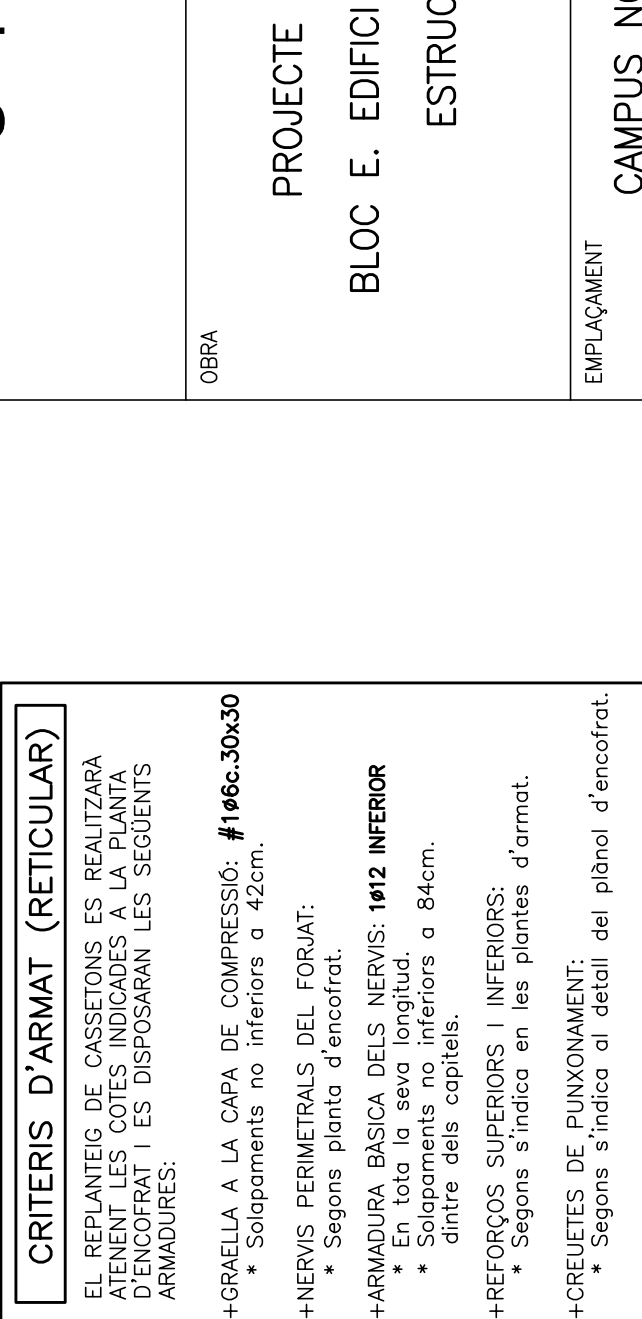 CRITERIS D'ARMAT (RETICULAR)
EL REPLANTEIG DE CASSETONS ES REALITZARÀ
ATENENT LES COTES INDICADES A LA PLANTA
D'ENCOFRAT I ES DISPOSARAN LES SEGÜENTS
ARMADURES:
+GRAELLA A LA CAPA DE COMPRESSIÓ: #1ø6c.30x30
* Solapaments no inferiors a 42cm.
+NERVIS PERIMETRALS DEL FORJAT:
* Segons planta d'encofrat.
+ARMADURA BÀSICA DELS NERVIS: 1ø12 INFERIOR
* En tota la seva longitud.
* Solapaments no inferiors a 84cm.
dintre dels capitels.
+REFORÇOS SUPERIORS I INFERIORS:
* Segons s'indica en les plantes d'armat.
+CREUETES DE PUNXONAMENT:
* Segons s'indica al detall del plànol d'encofrat.
OBRA
PROJECTE
BLOC E. EDIFICI
ESTRUC
EMPLAÇAMENT
CAMPUS NO